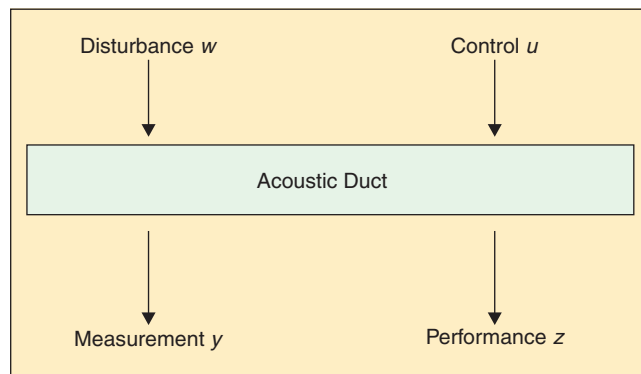 Disturbance w
Control u
Acoustic Duct
Measurement y
Performance z